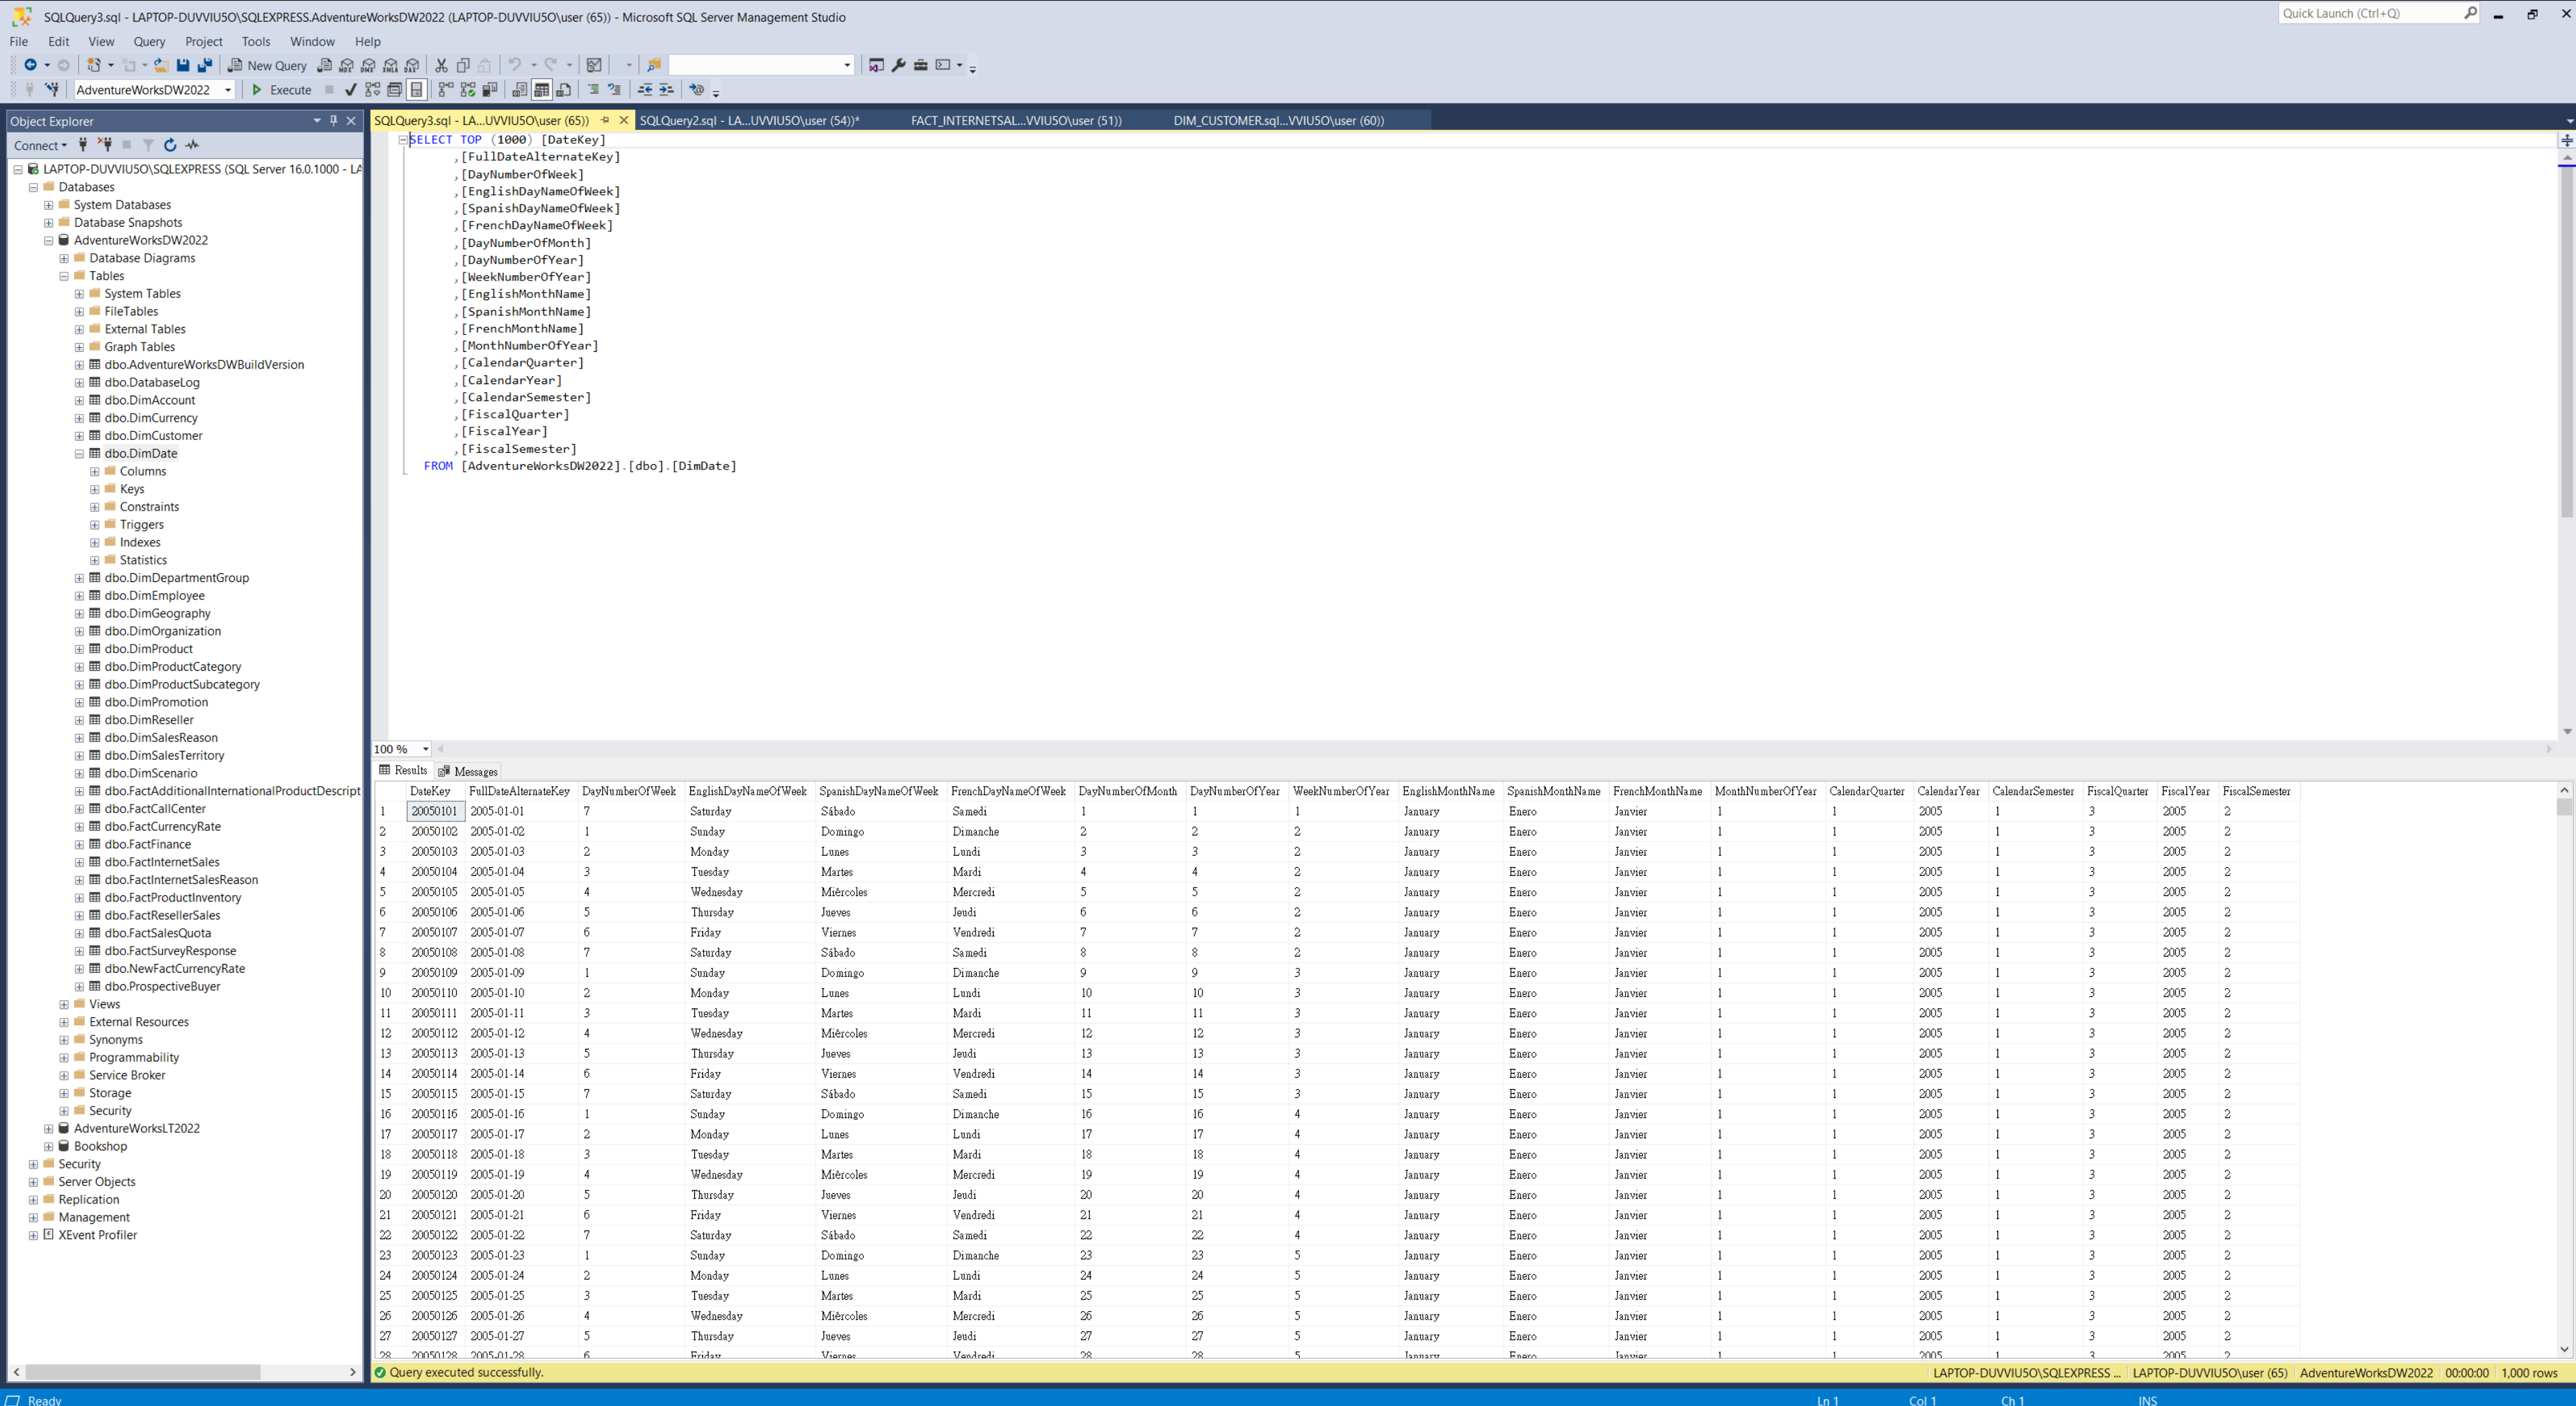 SQLQuery3.sql - LAPTOP-DUVVIU5O\SQLEXPRESS.AdventureWorksDW2022 (LAPTOP-DUVVIU5O\user (65)) - Microsoft SQL Server Management Studio
Quick Launch (Ctrl+Q)
File Edit View Query Project Tools Window Help
New Query
AdventureWorksDW2022 Execute
Object Explorer
Connect
LAPTOP-DUVVIU5O\SQLEXPRESS (SQL Server 16.0.1000 - LA
Databases
System Databases
Database Snapshots
AdventureWorksDW2022
Database Diagrams
Tables
System Tables
FileTables
External Tables
Graph Tables
dbo.AdventureWorksDWBuildVersion
dbo.DatabaseLog
dbo.DimAccount
dbo.DimCurrency
dbo.DimCustomer
dbo.DimDate
Columns
Keys
Constraints
Triggers
Indexes
Statistics
dbo.DimDepartmentGroup
dbo.DimEmployee
dbo.DimGeography
dbo.DimOrganization
dbo.DimProduct
dbo.DimProductCategory
dbo.DimProductSubcategory
dbo.DimPromotion
dbo.DimReseller
dbo.DimSalesReason
dbo.DimSalesTerritory
dbo.DimScenario
dbo.FactAdditionalInternationalProductDescript
dbo.FactCallCenter
dbo.FactCurrencyRate
dbo.FactFinance
dbo.FactInternetSales
dbo.FactInternetSalesReason
dbo.FactProductInventory
dbo.FactResellerSales
dbo.FactSalesQuota
dbo.FactSurveyResponse
dbo.NewFactCurrencyRate
dbo.ProspectiveBuyer
Views
External Resources
Synonyms
Programmability
Service Broker
Storage
Security
AdventureWorksLT2022
Bookshop
Security
Server Objects
Replication
Management
XEvent Profiler
SQLQuery3.sql - LA...UVVIU5O\user (65)) SQLQuery2.sql - LA...UVVIU5O\user (54))* FACT_INTERNETSAL...VVIU5O\user (51)) DIM_CUSTOMER.sql...VVIU5O\user (60))
SELECT TOP (1000) [DateKey]
,[FullDateAlternateKey]
,[DayNumberOfWeek]
,[EnglishDayNameOfWeek]
,[SpanishDayNameOfWeek]
,[FrenchDayNameOfWeek]
,[DayNumberOfMonth]
,[DayNumberOfYear]
,[WeekNumberOfYear]
,[EnglishMonthName]
,[SpanishMonthName]
,[FrenchMonthName]
,[MonthNumberOfYear]
,[CalendarQuarter]
,[CalendarYear]
,[CalendarSemester]
,[FiscalQuarter]
,[FiscalYear]
,[FiscalSemester]
FROM [AdventureWorksDW2022].[dbo].[DimDate]
100 %
Results Messages
DateKey FullDateAlternateKey DayNumberOfWeek EnglishDayNameOfWeek SpanishDayNameOfWeek FrenchDayNameOfWeek DayNumberOfMonth DayNumberOfYear WeekNumberOfYear EnglishMonthName SpanishMonthName FrenchMonthName MonthNumberOfYear CalendarQuarter CalendarYear CalendarSemester FiscalQuarter FiscalYear FiscalSemester
1 20050101 2005-01-01 7 Saturday Sábado Samedi 1 1 1 January Enero Janvier 1 1 2005 1 3 2005 2
2 20050102 2005-01-02 1 Sunday Domingo Dimanche 2 2 2 January Enero Janvier 1 1 2005 1 3 2005 2
3 20050103 2005-01-03 2 Monday Lunes Lundi 3 3 2 January Enero Janvier 1 1 2005 1 3 2005 2
4 20050104 2005-01-04 3 Tuesday Martes Mardi 4 4 2 January Enero Janvier 1 1 2005 1 3 2005 2
5 20050105 2005-01-05 4 Wednesday Miércoles Mercredi 5 5 2 January Enero Janvier 1 1 2005 1 3 2005 2
6 20050106 2005-01-06 5 Thursday Jueves Jeudi 6 6 2 January Enero Janvier 1 1 2005 1 3 2005 2
7 20050107 2005-01-07 6 Friday Viernes Vendredi 7 7 2 January Enero Janvier 1 1 2005 1 3 2005 2
8 20050108 2005-01-08 7 Saturday Sábado Samedi 8 8 2 January Enero Janvier 1 1 2005 1 3 2005 2
9 20050109 2005-01-09 1 Sunday Domingo Dimanche 9 9 3 January Enero Janvier 1 1 2005 1 3 2005 2
10 20050110 2005-01-10 2 Monday Lunes Lundi 10 10 3 January Enero Janvier 1 1 2005 1 3 2005 2
11 20050111 2005-01-11 3 Tuesday Martes Mardi 11 11 3 January Enero Janvier 1 1 2005 1 3 2005 2
12 20050112 2005-01-12 4 Wednesday Miércoles Mercredi 12 12 3 January Enero Janvier 1 1 2005 1 3 2005 2
13 20050113 2005-01-13 5 Thursday Jueves Jeudi 13 13 3 January Enero Janvier 1 1 2005 1 3 2005 2
14 20050114 2005-01-14 6 Friday Viernes Vendredi 14 14 3 January Enero Janvier 1 1 2005 1 3 2005 2
15 20050115 2005-01-15 7 Saturday Sábado Samedi 15 15 3 January Enero Janvier 1 1 2005 1 3 2005 2
16 20050116 2005-01-16 1 Sunday Domingo Dimanche 16 16 4 January Enero Janvier 1 1 2005 1 3 2005 2
17 20050117 2005-01-17 2 Monday Lunes Lundi 17 17 4 January Enero Janvier 1 1 2005 1 3 2005 2
18 20050118 2005-01-18 3 Tuesday Martes Mardi 18 18 4 January Enero Janvier 1 1 2005 1 3 2005 2
19 20050119 2005-01-19 4 Wednesday Miércoles Mercredi 19 19 4 January Enero Janvier 1 1 2005 1 3 2005 2
20 20050120 2005-01-20 5 Thursday Jueves Jeudi 20 20 4 January Enero Janvier 1 1 2005 1 3 2005 2
21 20050121 2005-01-21 6 Friday Viernes Vendredi 21 21 4 January Enero Janvier 1 1 2005 1 3 2005 2
22 20050122 2005-01-22 7 Saturday Sábado Samedi 22 22 4 January Enero Janvier 1 1 2005 1 3 2005 2
23 20050123 2005-01-23 1 Sunday Domingo Dimanche 23 23 5 January Enero Janvier 1 1 2005 1 3 2005 2
24 20050124 2005-01-24 2 Monday Lunes Lundi 24 24 5 January Enero Janvier 1 1 2005 1 3 2005 2
25 20050125 2005-01-25 3 Tuesday Martes Mardi 25 25 5 January Enero Janvier 1 1 2005 1 3 2005 2
26 20050126 2005-01-26 4 Wednesday Miércoles Mercredi 26 26 5 January Enero Janvier 1 1 2005 1 3 2005 2
27 20050127 2005-01-27 5 Thursday Jueves Jeudi 27 27 5 January Enero Janvier 1 1 2005 1 3 2005 2
28 20050128 2005-01-28 6 Friday Viernes Vendredi 28 28 5 January Enero Janvier 1 1 2005 1 3 2005 2
Query executed successfully. LAPTOP-DUVVIU5O\SQLEXPRESS ... LAPTOP-DUVVIU5O\user (65) AdventureWorksDW2022 00:00:00 1,000 rows
Ready Ln 1 Col 1 Ch 1 INS